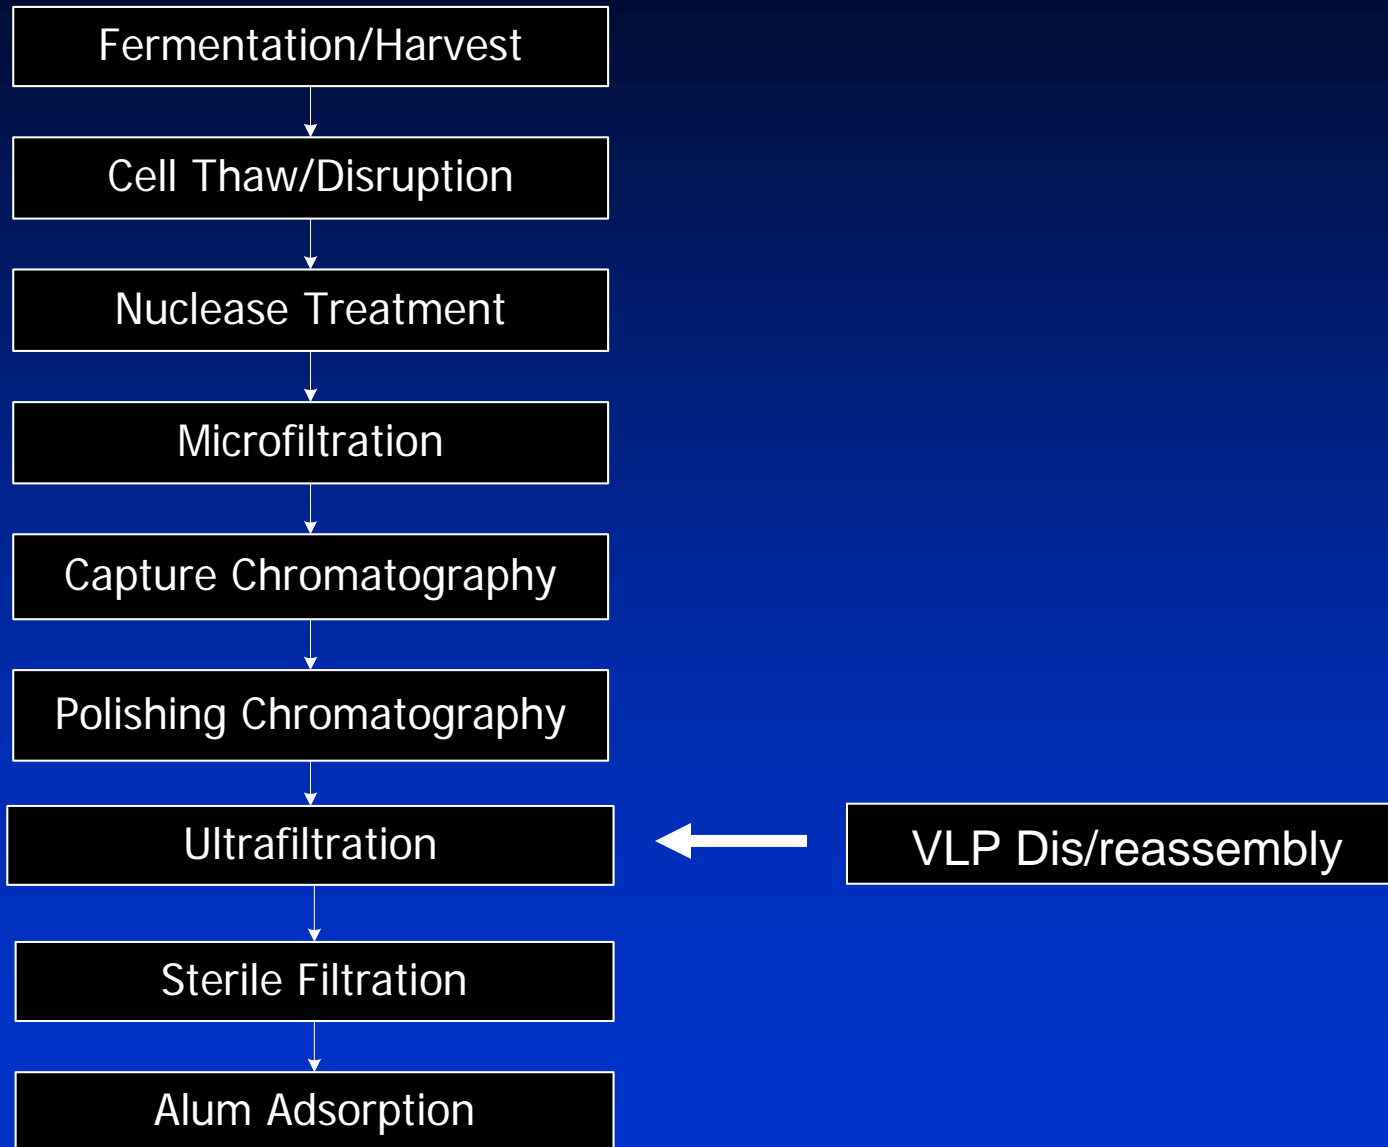 Fermentation/Harvest
Cell Thaw/Disruption
Nuclease Treatment
Microfiltration
Capture Chromatography
Polishing Chromatography
Ultrafiltration
VLP Dis/reassembly
Sterile Filtration
Alum Adsorption